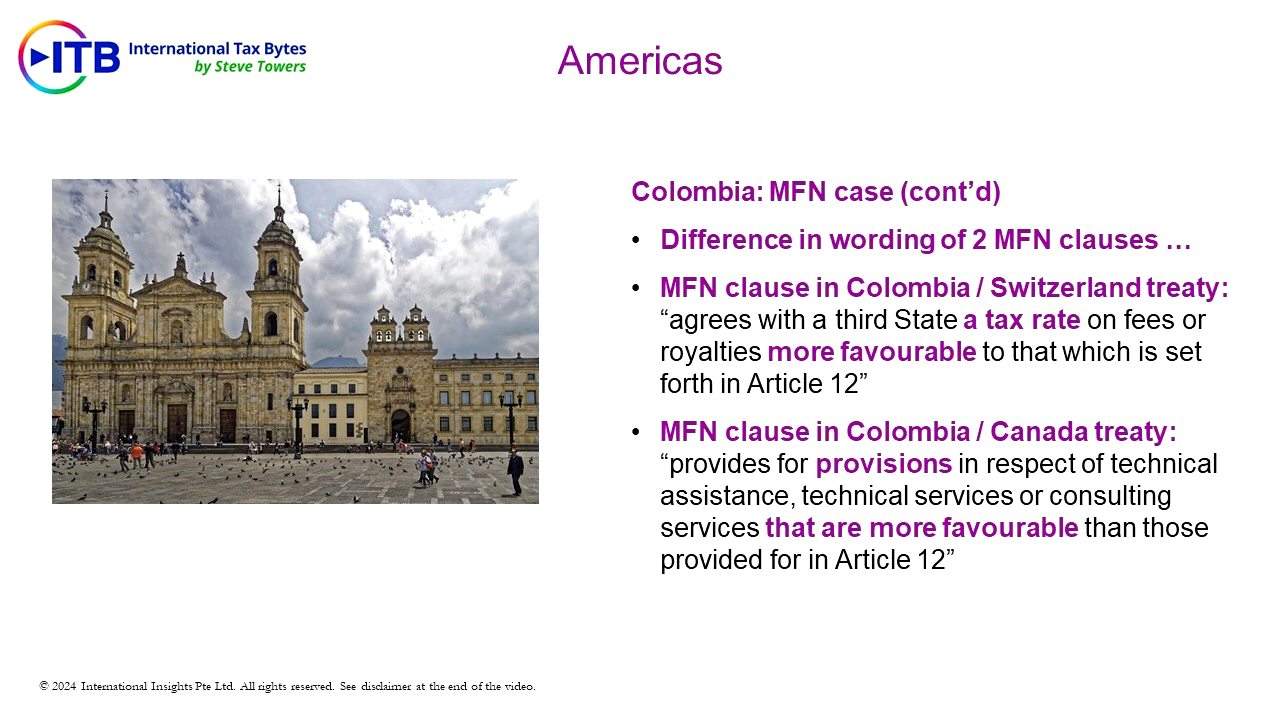 ITB International Tax Bytes
by Steve Towers
Americas
Colombia: MFN case (cont’d)
• Difference in wording of 2 MFN clauses …
• MFN clause in Colombia / Switzerland treaty:
“agrees with a third State a tax rate on fees or
royalties more favourable to that which is set
forth in Article 12”
• MFN clause in Colombia / Canada treaty:
“provides for provisions in respect of technical
assistance, technical services or consulting
services that are more favourable than those
provided for in Article 12”
© 2024 International Insights Pte Ltd. All rights reserved. See disclaimer at the end of the video.